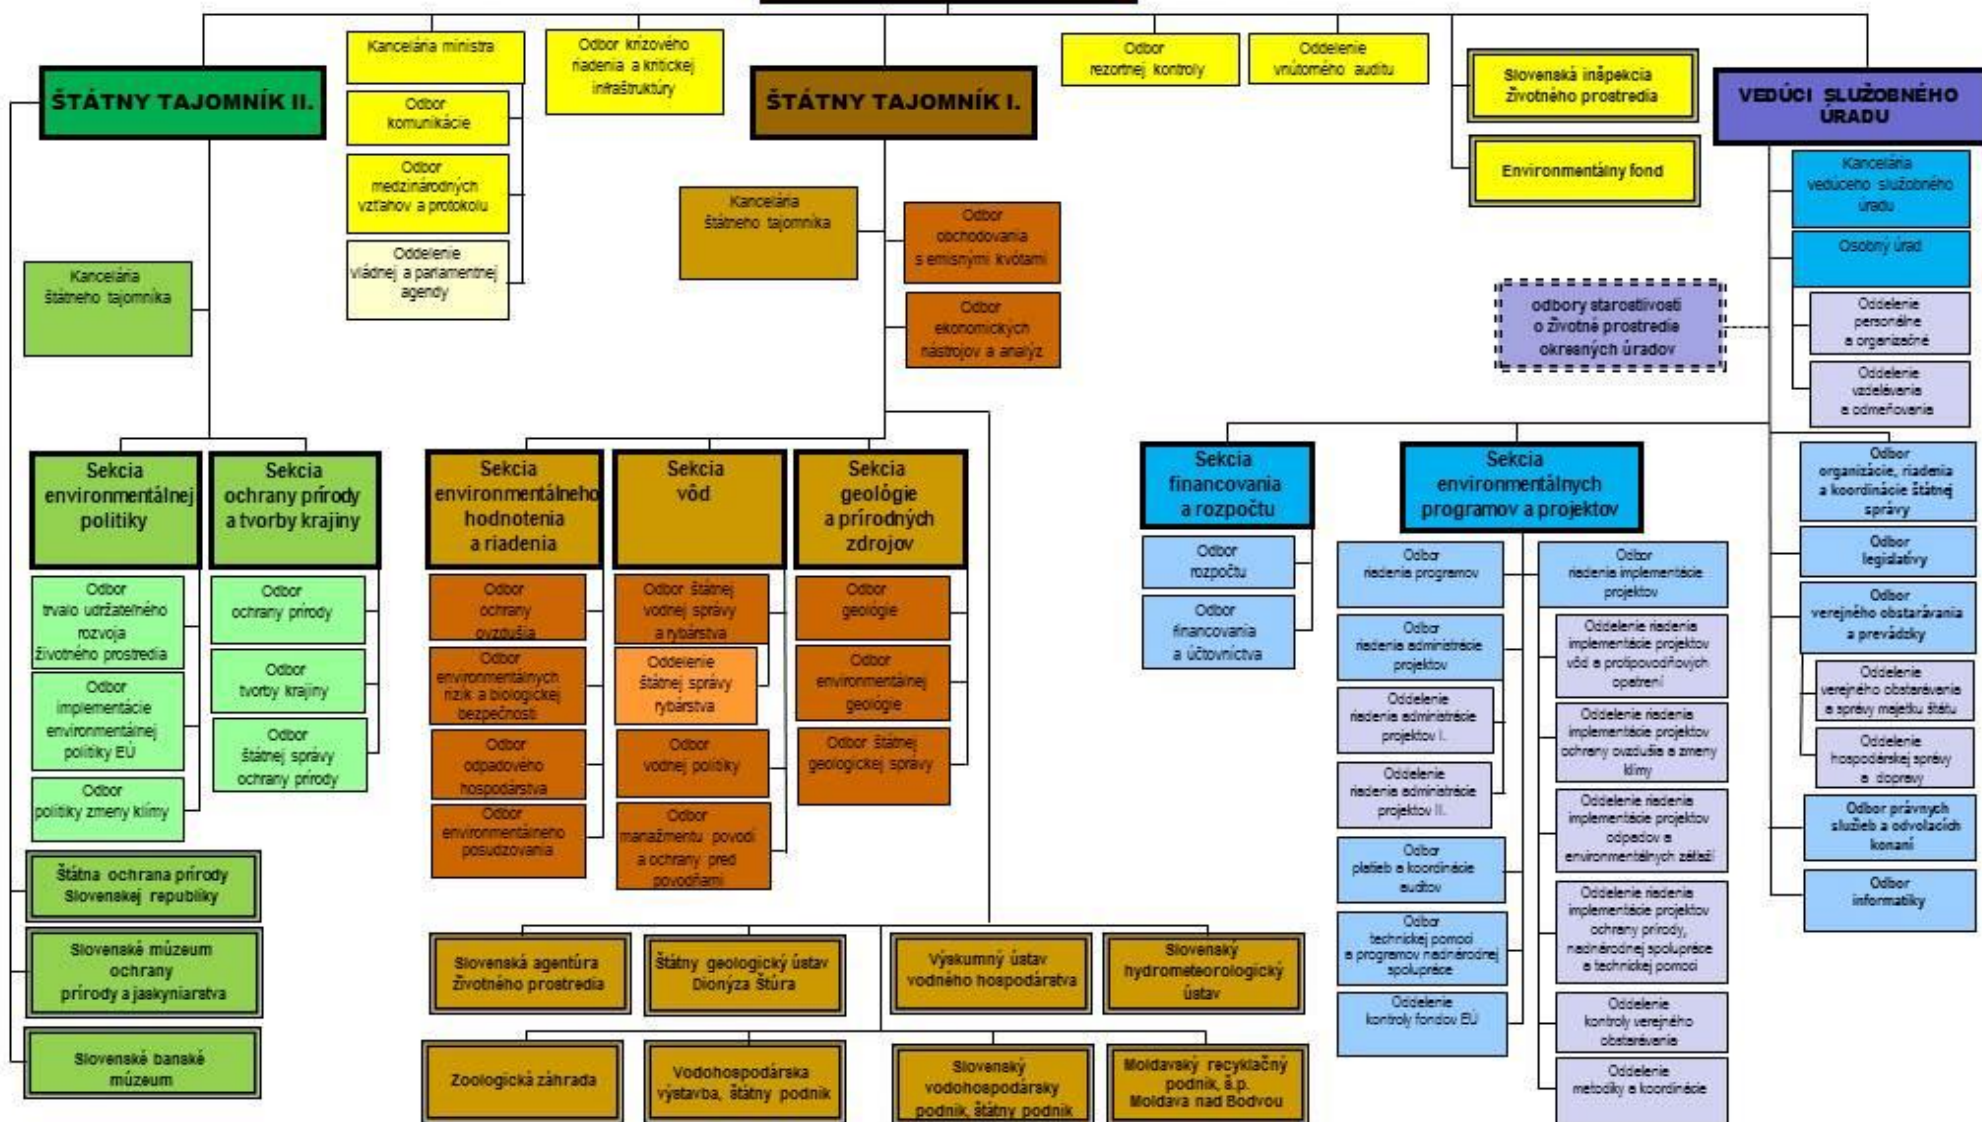 Kancelária ministra
Odbor
komunikácie
Odbor
medzinárodných
vzťahov a protokolu
Oddelenie
vládnej a parlamentnej
agendy
Odbor krízového
riadenia a kritickej
infraštruktúry
Odbor
rezortnej kontroly
Oddelenie
vnútorného auditu
Slovenská inšpekcia
životného prostredia
Environmentálny fond
ŠTÁTNY TAJOMNÍK II.
Kancelária
štátneho tajomníka
Sekcia
environmentálnej
politiky
Odbor
trvalo udržateľného
rozvoja
životného prostredia
Odbor
implementácie
environmentálnej
politiky EÚ
Odbor
politiky zmeny klímy
Sekcia
ochrany prírody
a tvorby krajiny
Odbor
ochrany prírody
Odbor
tvorby krajiny
Odbor
štátnej správy
ochrany prírody
Štátna ochrana prírody
Slovenskej republiky
Slovenské múzeum
ochrany
prírody a jaskyniarstva
Slovenské banské
múzeum
ŠTÁTNY TAJOMNÍK I.
Kancelária
štátneho tajomníka
Odbor
obchodovania
s emisnými kvótami
Odbor
ekonomických
nástrojov a analýz
Sekcia
environmentálneho
hodnotenia
a riadenia
Odbor
ochrany
ovzdušia
Odbor
environmentálnych
rizík a biologickej
bezpečnosti
Odbor
odpadového
hospodárstva
Odbor
environmentálneho
posudzovania
Sekcia
vôd
Odbor štátnej
vodnej správy
a rybárstva
Oddelenie
štátnej správy
rybárstva
Odbor
vodnej politiky
Odbor
manažmentu povodí
a ochrany pred
povodňami
Sekcia
geológie
a prírodných
zdrojov
Odbor
geológie
Odbor
environmentálnej
geológie
Odbor štátnej
geologickej správy
Slovenská agentúra
životného prostredia
Štátny geologický ústav
Dionýza Štúra
Výskumný ústav
vodného hospodárstva
Slovenský
hydrometeorologický
ústav
Zoologická záhrada
Vodohospodárska
výstavba, štátny podnik
Slovenský
vodohospodársky
podnik, štátny podnik
Moldavský recyklačný
podnik, š.p.
Moldava nad Bodvou
VEDÚCI SLUŽOBNÉHO
ÚRADU
Kancelária
vedúceho služobného
úradu
Osobný úrad
Oddelenie
personálne
a organizačné
Oddelenie
vzdelávania
a odmeňovania
odbory starostlivosti
o životné prostredie
okresných úradov
Sekcia
financovania
a rozpočtu
Odbor
rozpočtu
Odbor
financovania
a účtovníctva
Sekcia
environmentálnych
programov a projektov
Odbor
riadenia programov
Odbor
riadenia administrácie
projektov
Oddelenie
riadenia administrácie
projektov I.
Oddelenie
riadenia administrácie
projektov II.
Odbor
platieb a koordinácie
auditov
Odbor
technickej pomoci
a programov nadnárodnej
spolupráce
Oddelenie
kontroly fondov EÚ
Odbor
riadenia implementácie
projektov
Oddelenie riadenia
implementácie projektov
vôd a protipovodňových
opatrení
Oddelenie riadenia
implementácie projektov
ochrany ovzdušia a zmeny
klímy
Oddelenie riadenia
implementácie projektov
odpadov a
environmentálnych záťaží
Oddelenie riadenia
implementácie projektov
ochrany prírody,
nadnárodnej spolupráce
a technickej pomoci
Oddelenie
kontroly verejného
obstarávania
Oddelenie
metodiky a koordinácie
Odbor
organizácie, riadenia
a koordinácie štátnej
správy
Odbor
legislatívy
Odbor
verejného obstarávania
a prevádzky
Oddelenie
verejného obstarávania
a správy majetku štátu
Oddelenie
hospodárskej správy
a dopravy
Odbor právnych
služieb a odvolacích
konaní
Odbor
informatiky